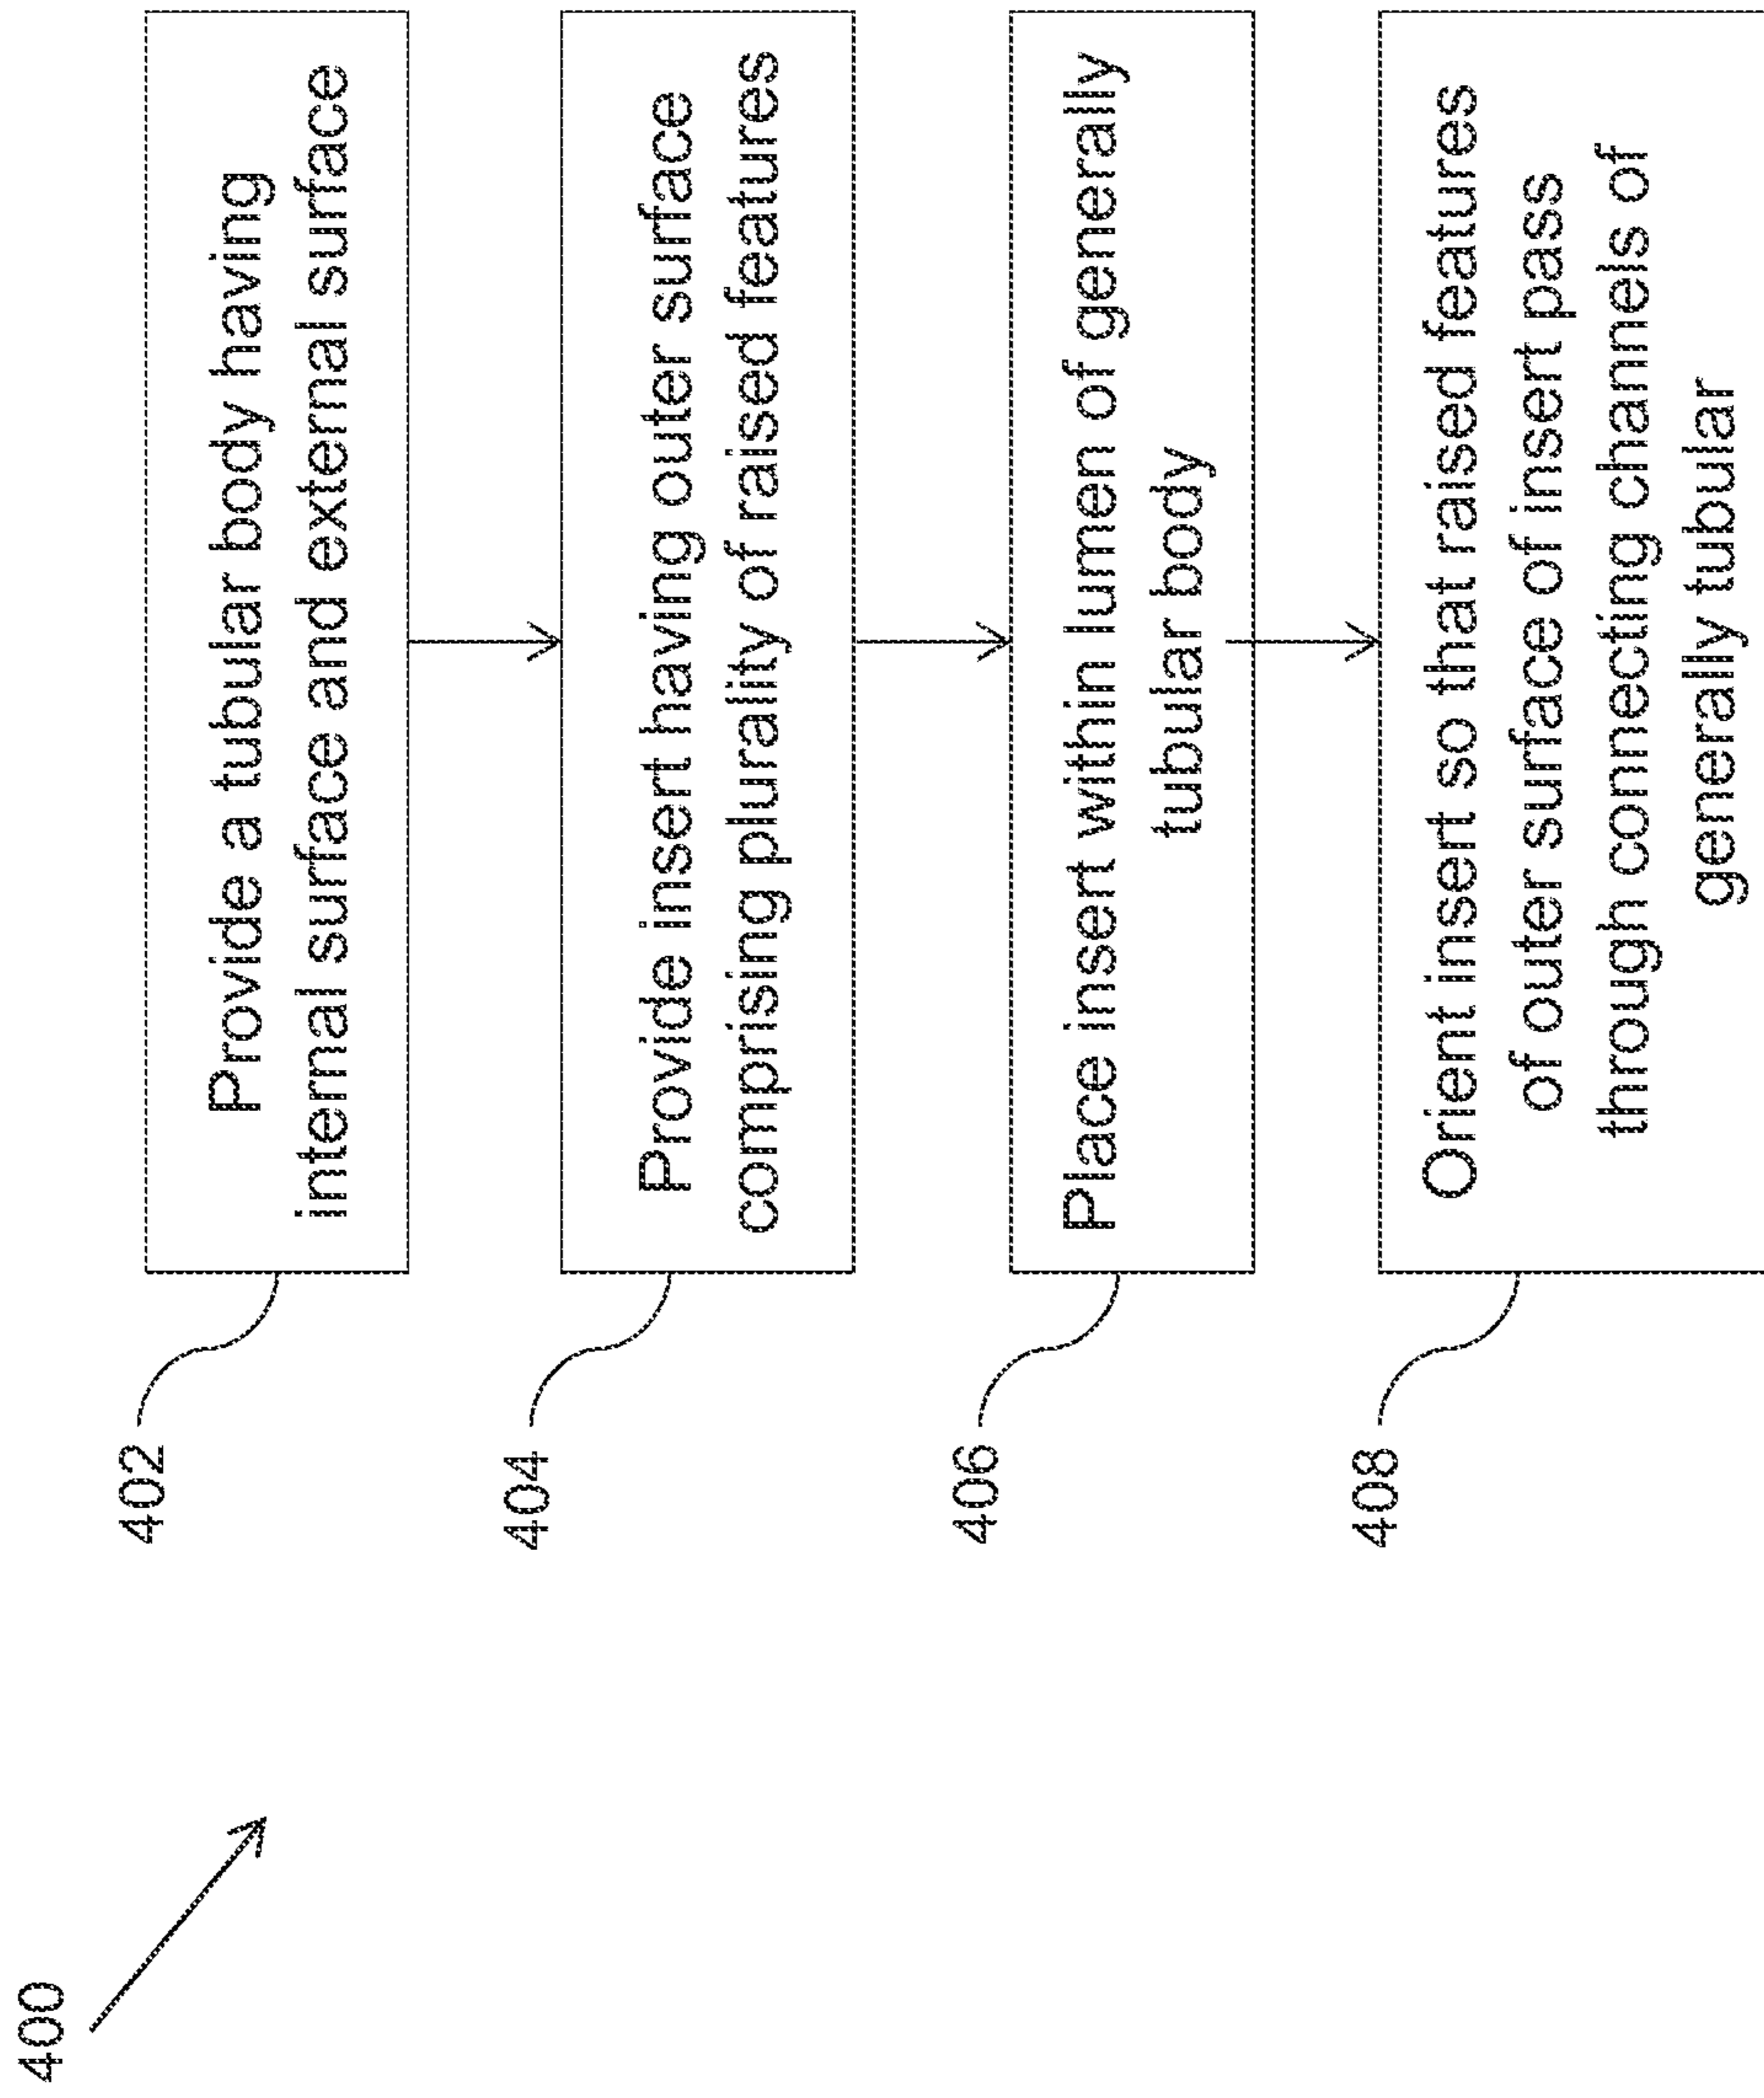 400
402
Provide a tubular body having
internal surface and external surface
404
Provide insert having outer surface
comprising plurality of raised features
406
Place insert within lumen of generally
tubular body
408
Orient insert so that raised features
of outer surface of insert pass
through connecting channels of
generally tubular